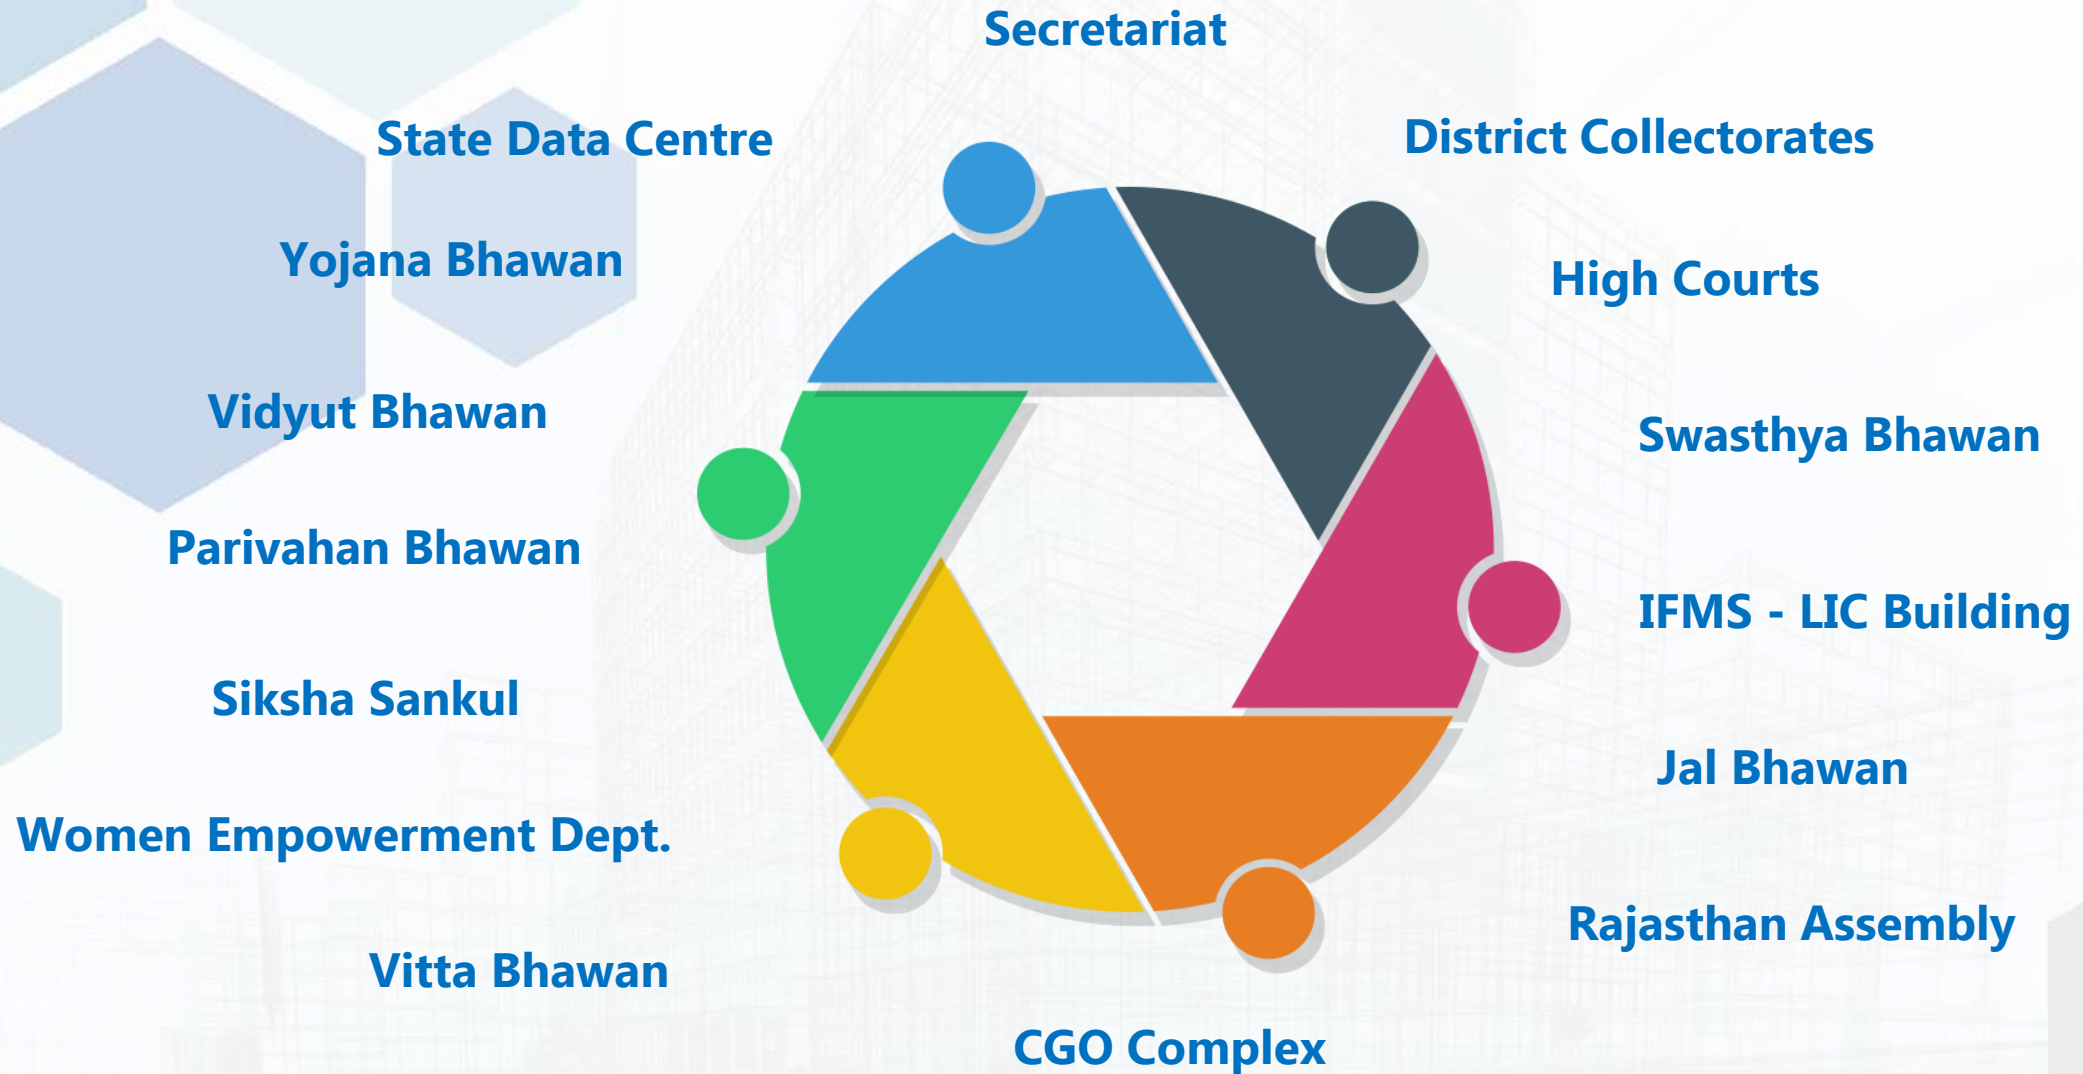 Secretariat
State Data Centre
District Collectorates
Yojana Bhawan
High Courts
Vidyut Bhawan
Swasthya Bhawan
Parivahan Bhawan
IFMS - LIC Building
Siksha Sankul
Jal Bhawan
Women Empowerment Dept.
Rajasthan Assembly
Vitta Bhawan
CGO Complex